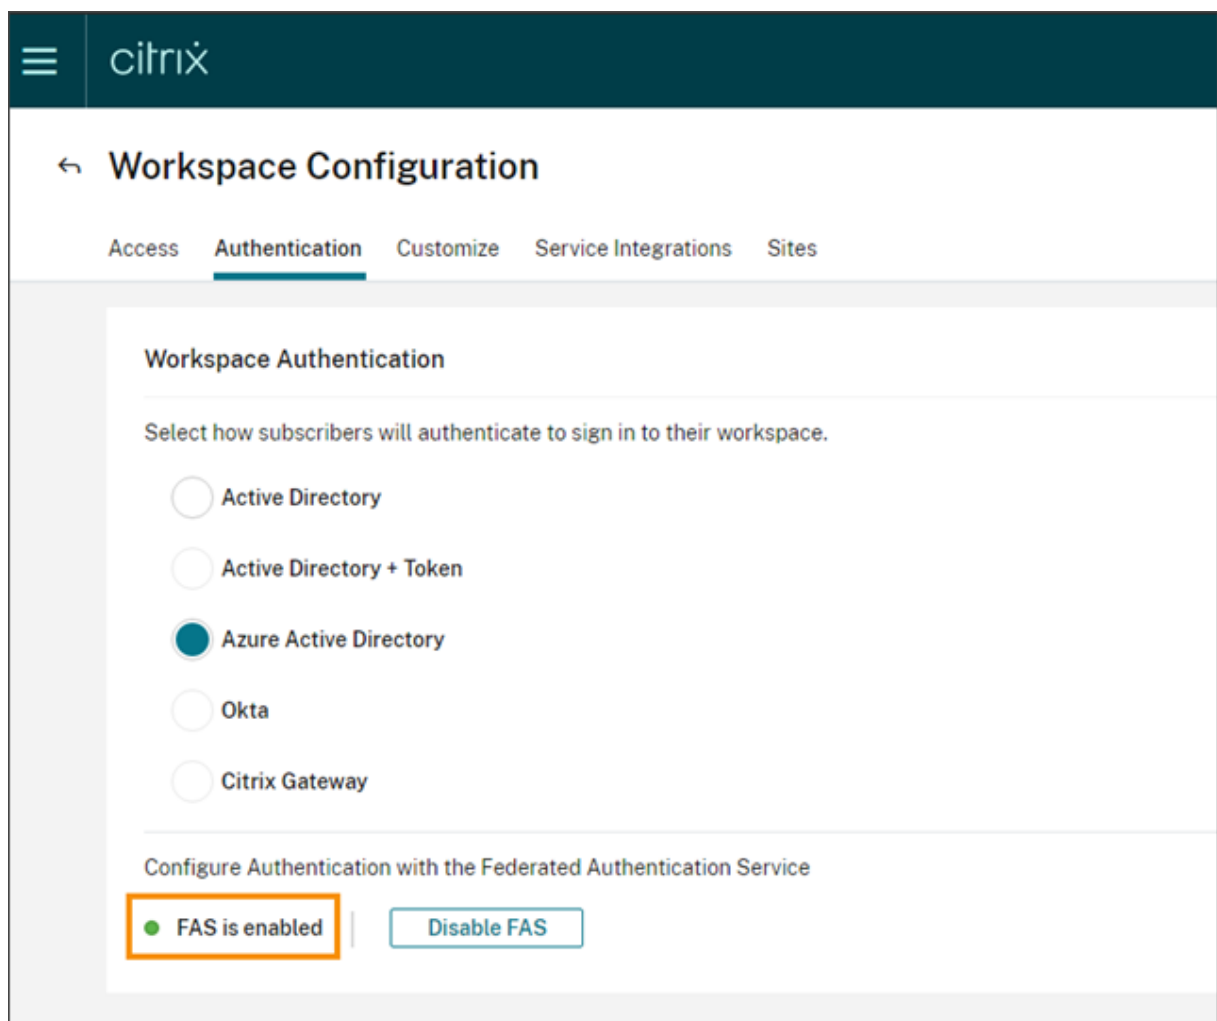 citrix
Workspace Configuration
Access Authentication Customize Service Integrations Sites
Workspace Authentication
Select how subscribers will authenticate to sign in to their workspace.
Active Directory
Active Directory + Token
Azure Active Directory
Okta
Citrix Gateway
Configure Authentication with the Federated Authentication Service
FAS is enabled Disable FAS